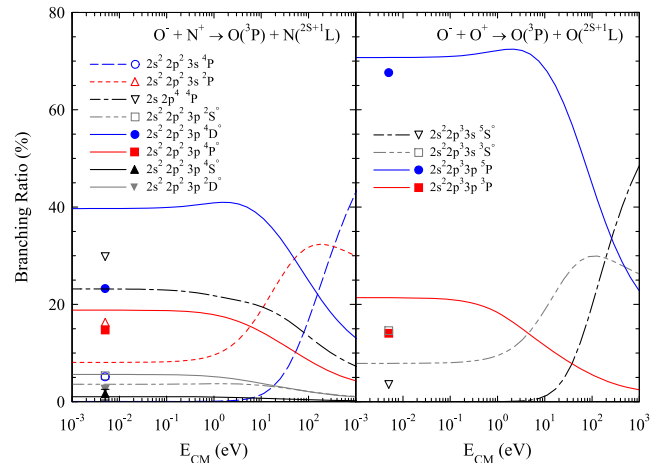 O⁻ + N⁺ → O(³P) + N(²ˢ⁺¹L)
2s² 2p² 3s ⁴P
2s² 2p² 3s ²P
2s 2p⁴ ⁴P
2s² 2p² 3p ²S°
2s² 2p² 3p ⁴D°
2s² 2p² 3p ⁴P°
2s² 2p² 3p ⁴S°
2s² 2p² 3p ²D°
O⁻ + O⁺ → O(³P) + O(²ˢ⁺¹L)
2s²2p³3s ⁵S°
2s²2p³3s ³S°
2s²2p³3p ⁵P
2s²2p³3p ³P
Branching Ratio (%)
80
60
40
20
0
10⁻³ 10⁻² 10⁻¹ 10⁰ 10¹ 10² 10⁻³ 10⁻² 10⁻¹ 10⁰ 10¹ 10² 10³
E_CM (eV) E_CM (eV)